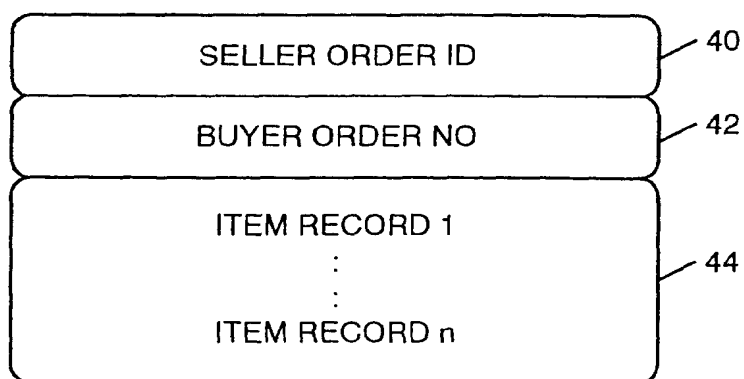 SELLER ORDER ID
40
BUYER ORDER NO
42
ITEM RECORD 1
44
ITEM RECORD n